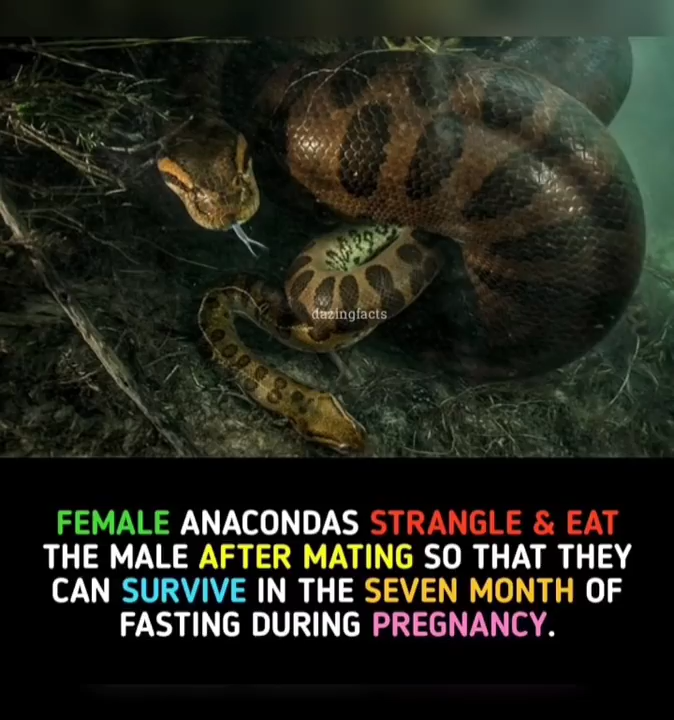 dazingfacts
FEMALE ANACONDAS STRANGLE & EAT
THE MALE AFTER MATING SO THAT THEY
CAN SURVIVE IN THE SEVEN MONTH OF
FASTING DURING PREGNANCY.